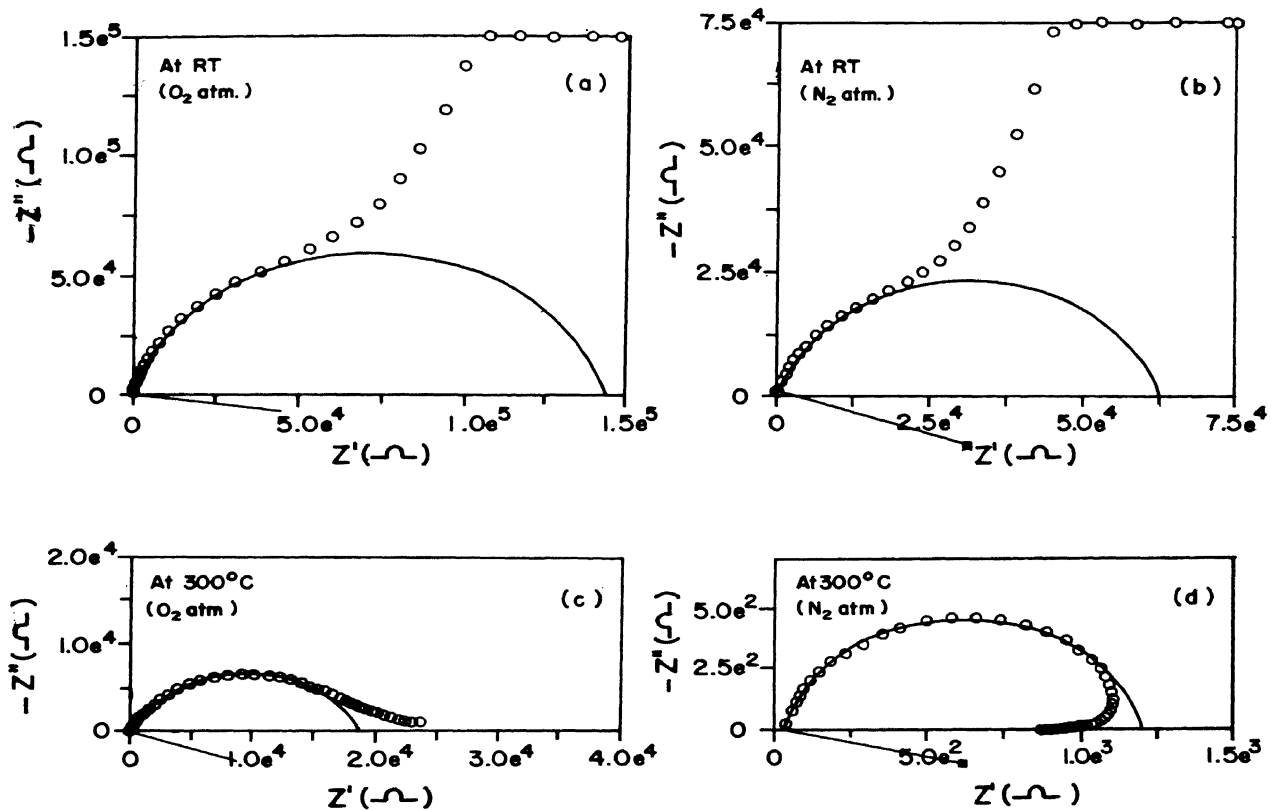 1.5e⁵
At RT
(O₂ atm.)
(a)
1.0e⁵
5.0e⁴
0
-Z"(Ω)
0
5.0e⁴
1.0e⁵
1.5e⁵
Z'(Ω)
7.5e⁴
At RT
(N₂ atm.)
(b)
5.0e⁴
2.5e⁴
0
-Z"(Ω)
0
2.5e⁴
5.0e⁴
7.5e⁴
Z'(Ω)
2.0e⁴
At 300°C
(O₂ atm)
(c)
1.0e⁴
0
-Z"(Ω)
0
1.0e⁴
2.0e⁴
3.0e⁴
4.0e⁴
Z'(Ω)
At 300°C
(N₂ atm)
(d)
5.0e²
2.5e²
0
-Z"(Ω)
0
5.0e²
1.0e³
1.5e³
Z'(Ω)